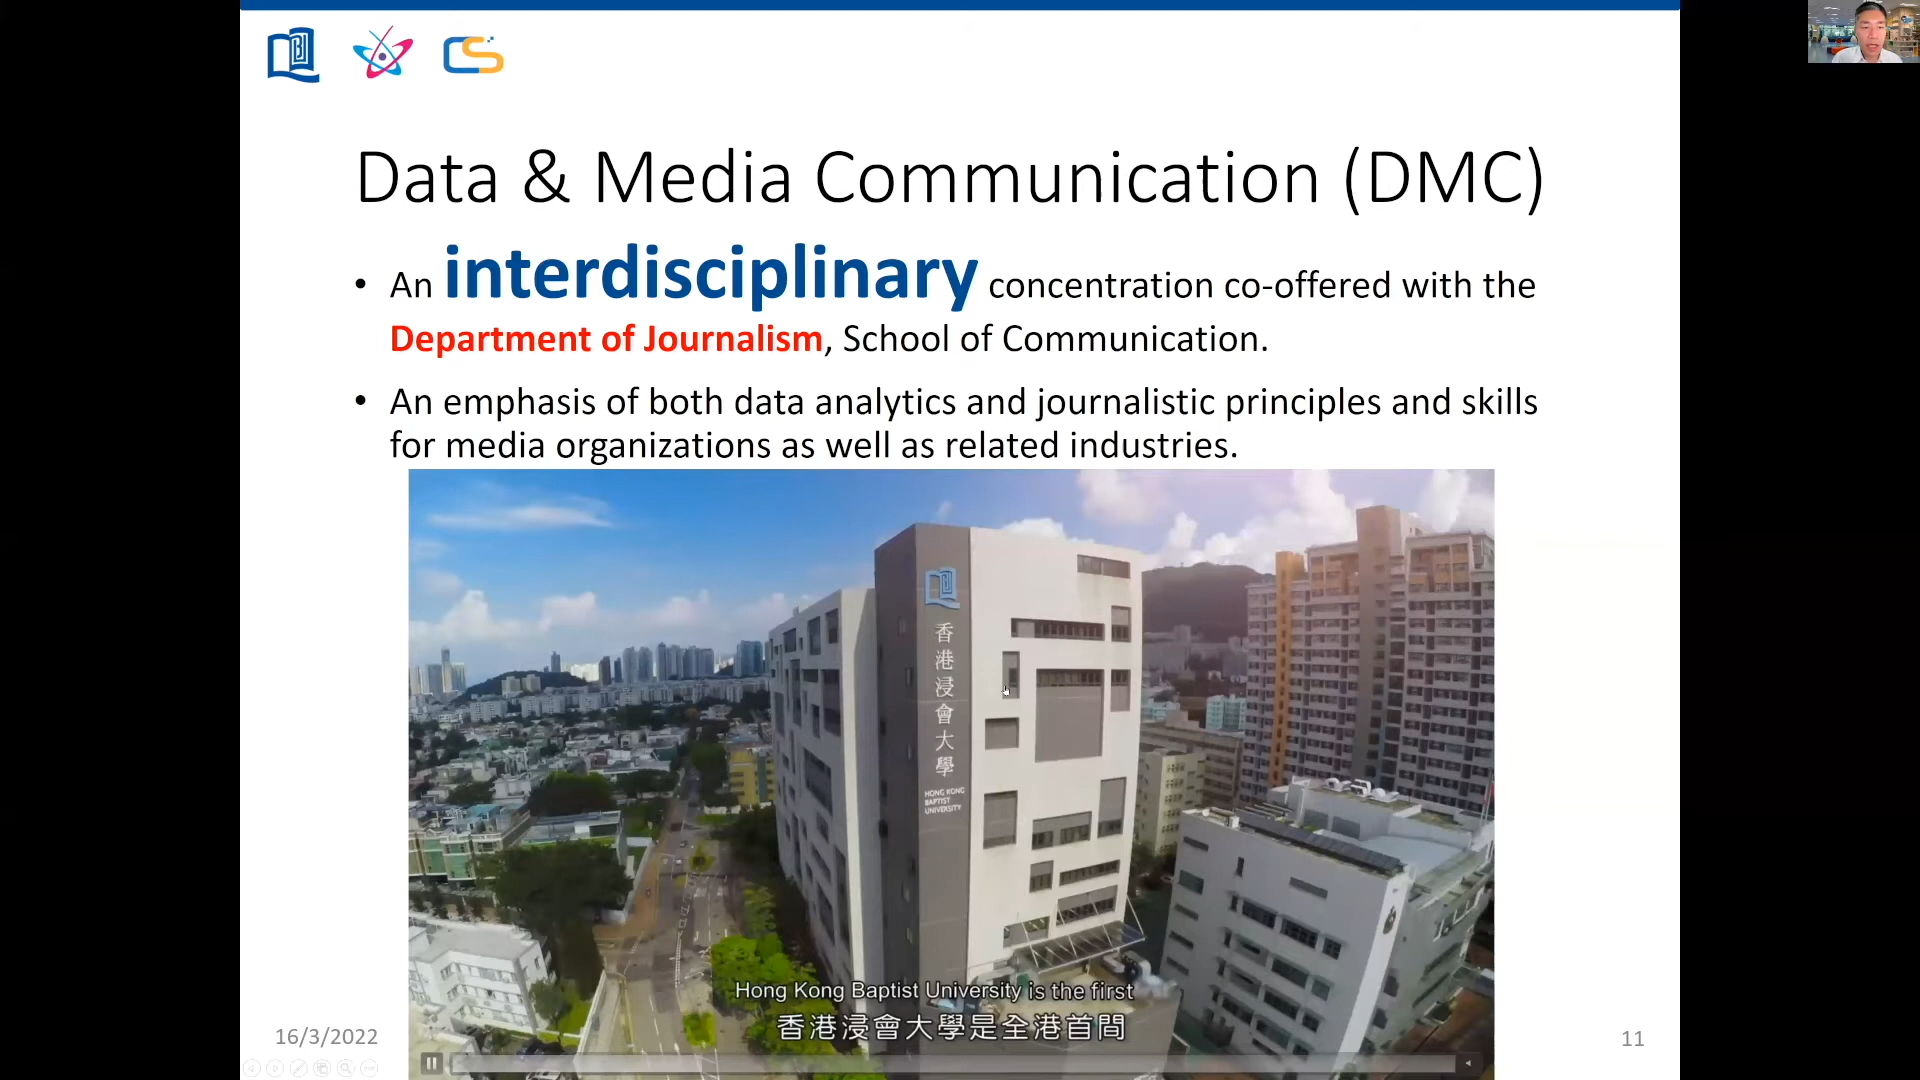 Data & Media Communication (DMC)
• An interdisciplinary concentration co-offered with the
Department of Journalism, School of Communication.
• An emphasis of both data analytics and journalistic principles and skills
for media organizations as well as related industries.
香港浸會大學
HONG KONG
BAPTIST
UNIVERSITY
Hong Kong Baptist University is the first
香港浸會大學是全港首間
16/3/2022
11